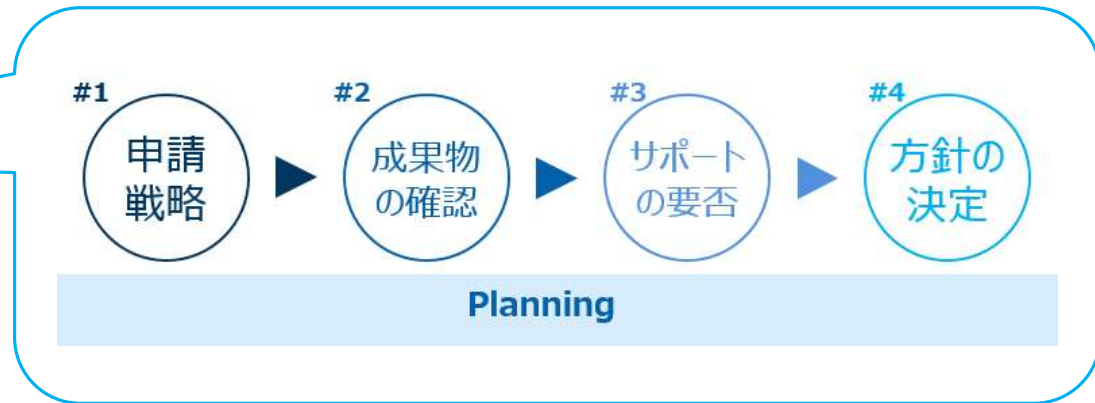 #1
申請
戦略
#2
成果物
の確認
#3
サポート
の要否
#4
方針の
決定
Planning